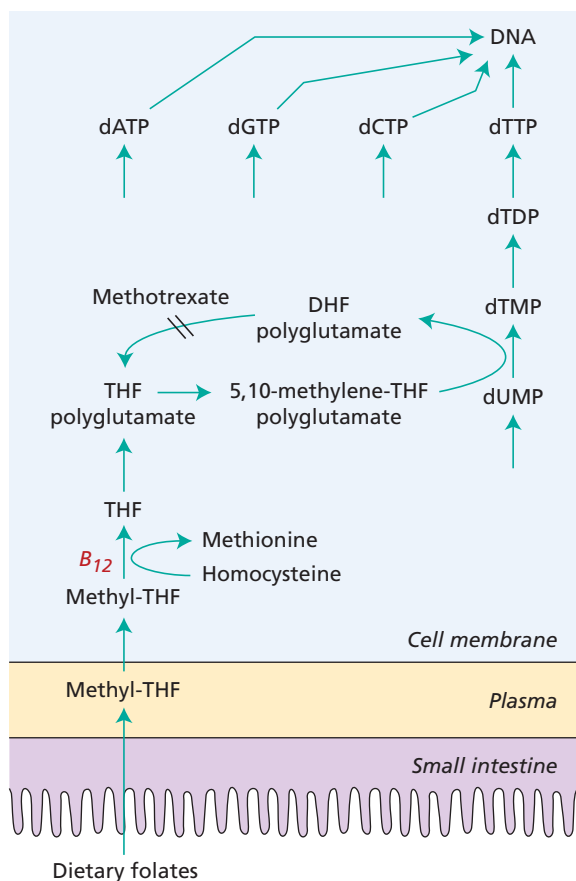 DNA
dATP
dGTP
dCTP
dTTP
dTDP
Methotrexate
DHF
polyglutamate
dTMP
THF
polyglutamate
5,10-methylene-THF
polyglutamate
dUMP
THF
B12
Methionine
Homocysteine
Methyl-THF
Cell membrane
Methyl-THF
Plasma
Small intestine
Dietary folates